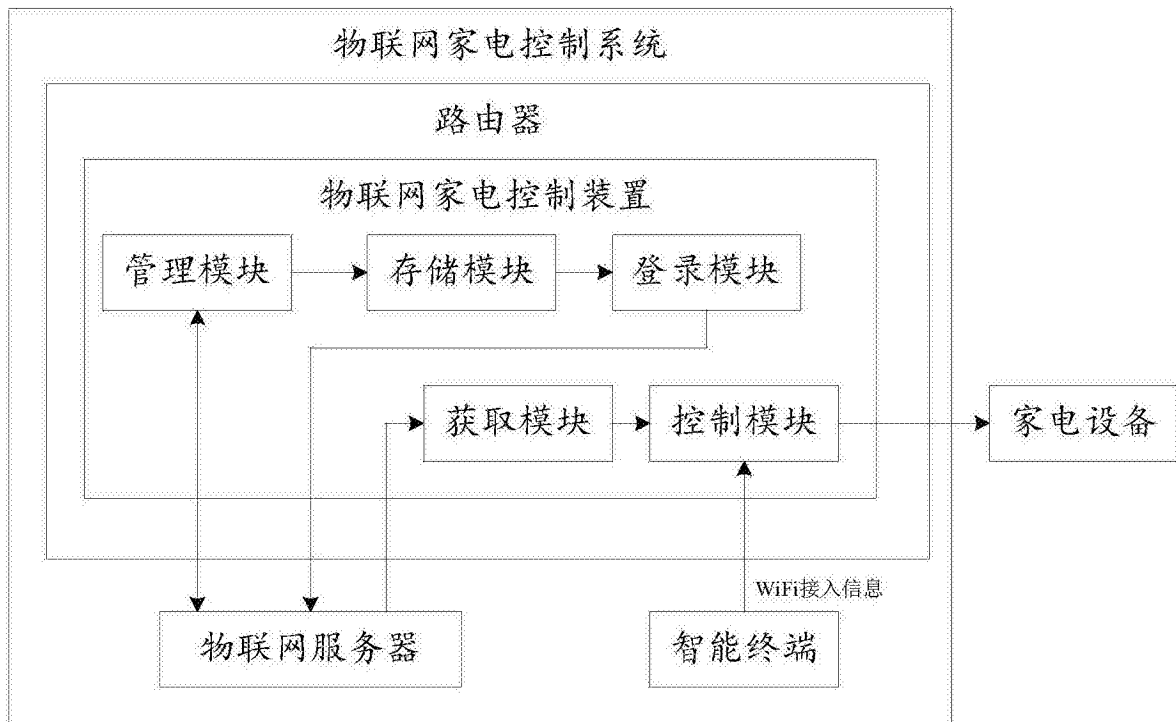 物联网家电控制系统
路由器
物联网家电控制装置
管理模块
存储模块
登录模块
获取模块
控制模块
家电设备
WiFi接入信息
物联网服务器
智能终端